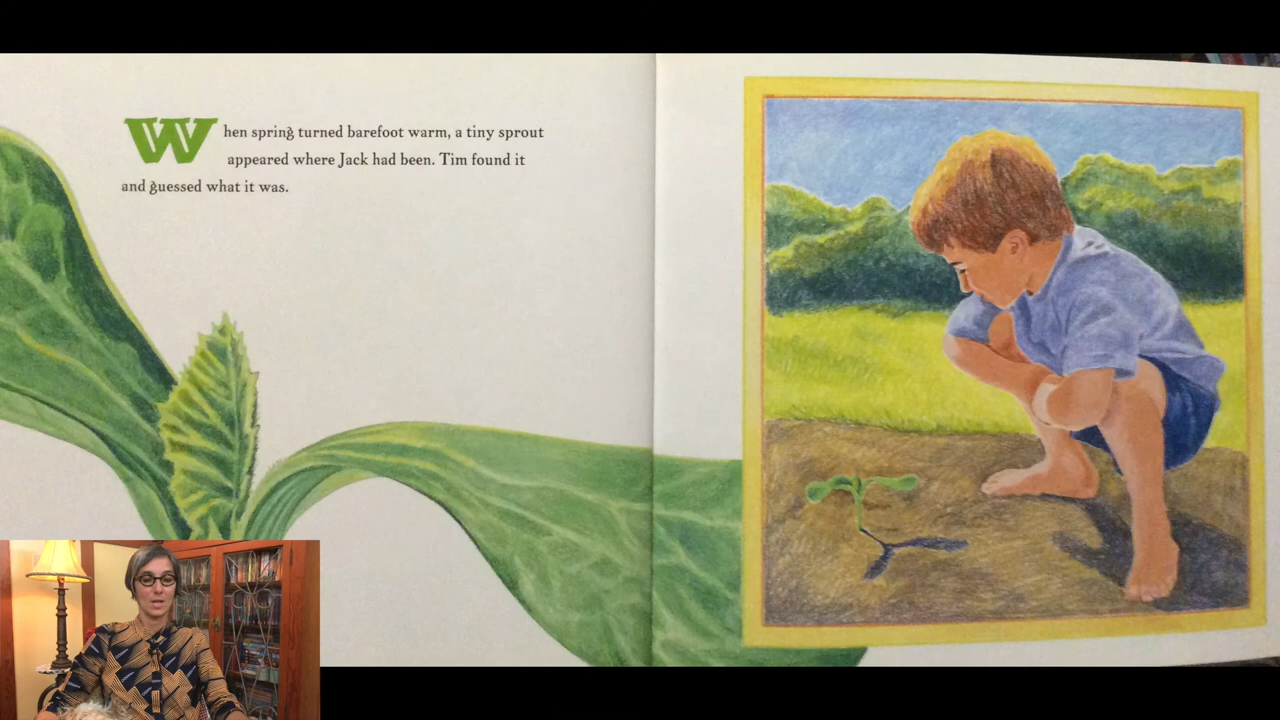 When spring turned barefoot warm, a tiny sprout
appeared where Jack had been. Tim found it
and guessed what it was.